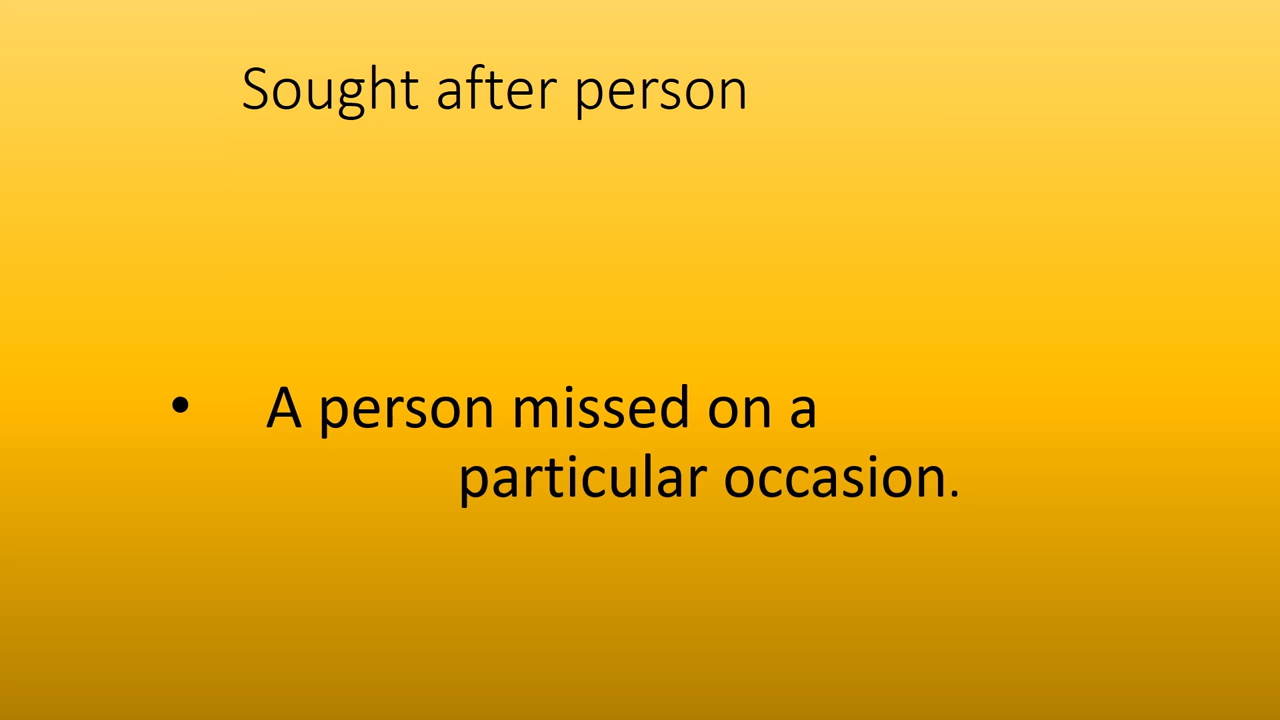 Sought after person
• A person missed on a
particular occasion.